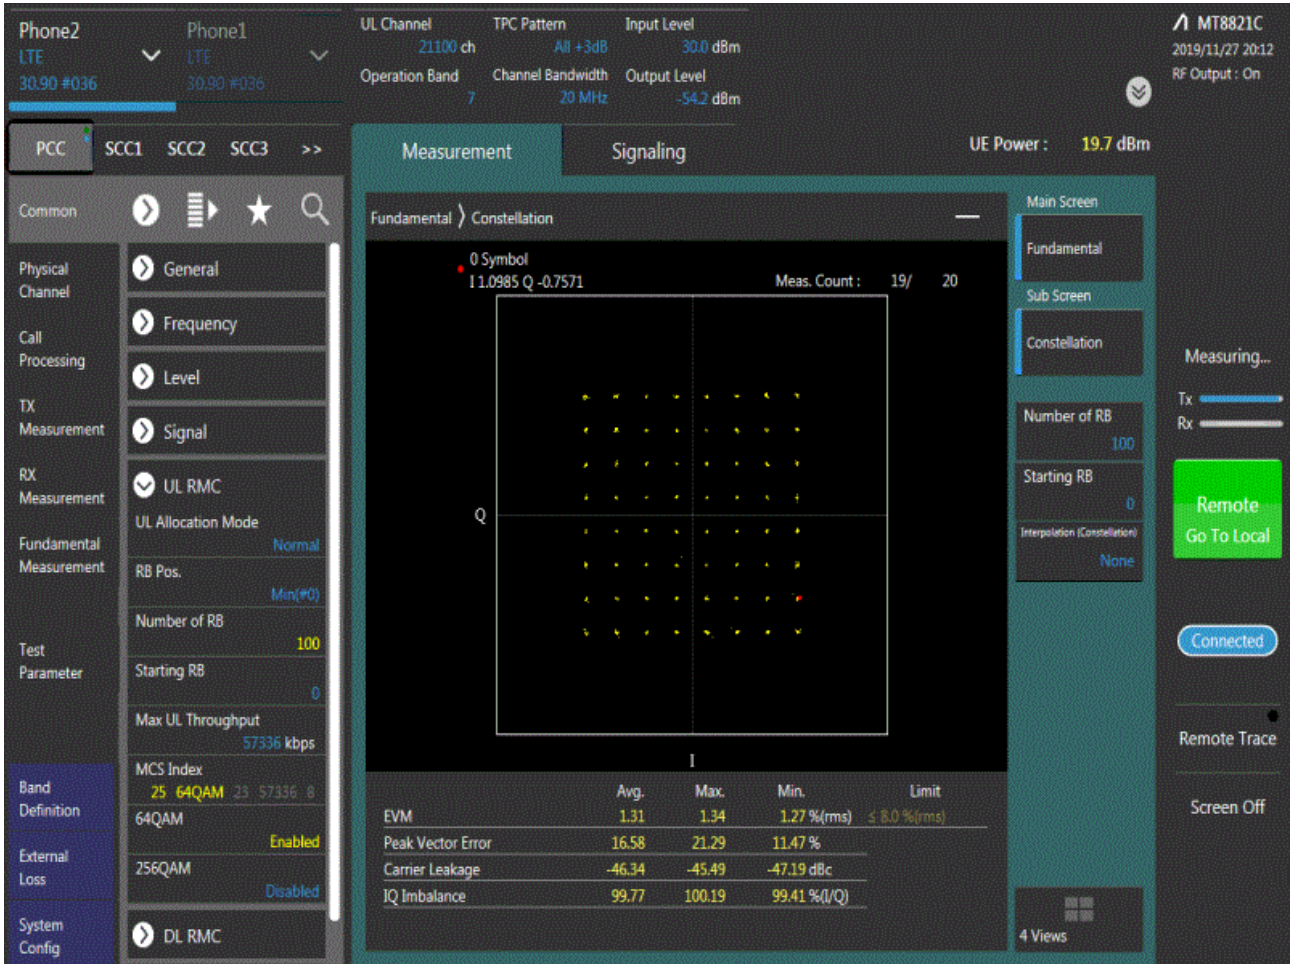 Phone2
LTE
30.90 #036
Phone1
LTE
30.90 #036
UL Channel
21100 ch
TPC Pattern
All +3dB
Input Level
30.0 dBm
Operation Band
7
Channel Bandwidth
20 MHz
Output Level
-54.2 dBm
MT8821C
2019/11/27 20:12
RF Output : On
PCC SCC1 SCC2 SCC3 >>
Measurement
Signaling
UE Power : 19.7 dBm
Common
Physical
Channel
Call
Processing
TX
Measurement
RX
Measurement
Fundamental
Measurement
Test
Parameter
Band
Definition
External
Loss
System
Config
General
Frequency
Level
Signal
UL RMC
UL Allocation Mode
Normal
RB Pos.
Min(#0)
Number of RB
100
Starting RB
0
Max UL Throughput
57336 kbps
MCS Index
25 64QAM 23 57336 8
64QAM
Enabled
256QAM
Disabled
DL RMC
Fundamental Constellation
0 Symbol
I 1.0985 Q -0.7571
Meas. Count : 19/ 20
Q
I
Avg. Max. Min. Limit
EVM 1.31 1.34 1.27 %(rms) ≤ 8.0 %(rms)
Peak Vector Error 16.58 21.29 11.47 %
Carrier Leakage -46.34 -45.49 -47.19 dBc
IQ Imbalance 99.77 100.19 99.41 %(I/Q)
Main Screen
Fundamental
Sub Screen
Constellation
Number of RB
100
Starting RB
0
Interpolation (Constellation)
None
4 Views
Measuring...
Tx
Rx
Remote
Go To Local
Connected
Remote Trace
Screen Off